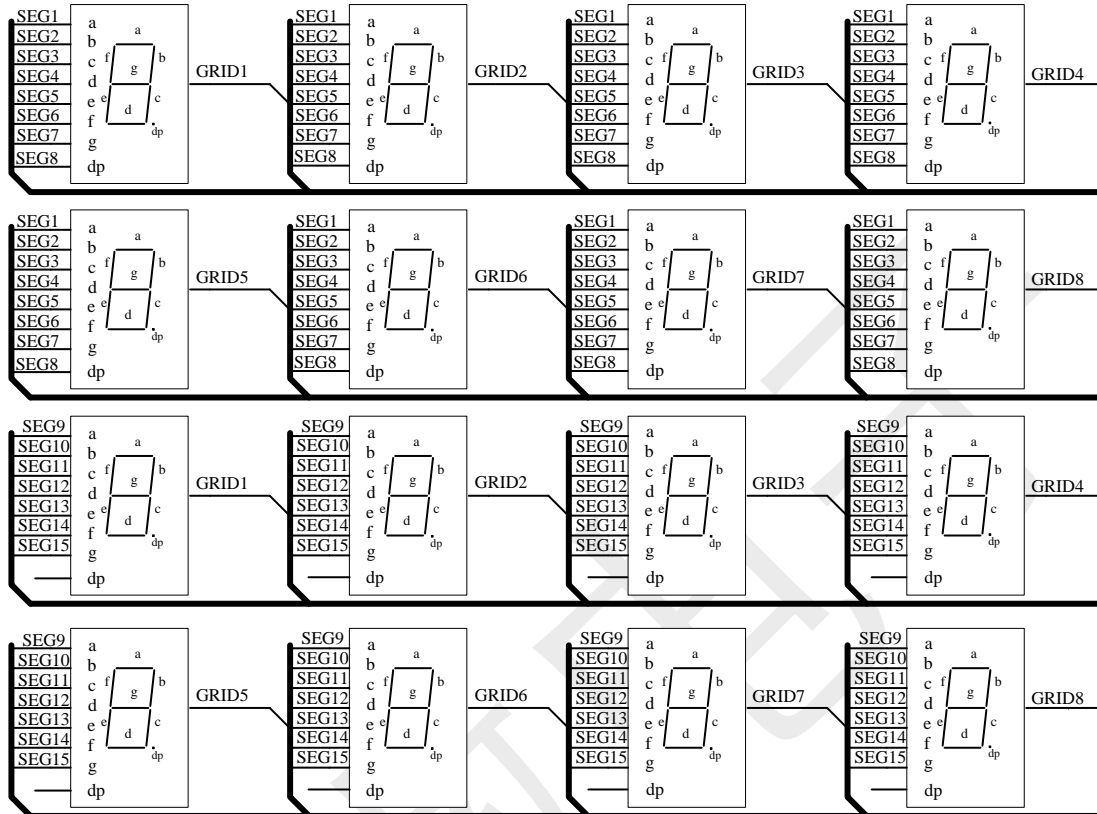 SEG1 a SEG1 a SEG1 a SEG1 a
SEG2 b SEG2 b SEG2 b SEG2 b
SEG3 c SEG3 c SEG3 c SEG3 c
SEG4 d SEG4 d SEG4 d SEG4 d
SEG5 e SEG5 e SEG5 e SEG5 e
SEG6 f SEG6 f SEG6 f SEG6 f
SEG7 g SEG7 g SEG7 g SEG7 g
SEG8 dp SEG8 dp SEG8 dp SEG8 dp
a a a a
f g b f g b f g b f g b
e d c e d c e d c e d c
dp dp dp dp
GRID1 GRID2 GRID3 GRID4
SEG1 a SEG1 a SEG1 a SEG1 a
SEG2 b SEG2 b SEG2 b SEG2 b
SEG3 c SEG3 c SEG3 c SEG3 c
SEG4 d SEG4 d SEG4 d SEG4 d
SEG5 e SEG5 e SEG5 e SEG5 e
SEG6 f SEG6 f SEG6 f SEG6 f
SEG7 g SEG7 g SEG7 g SEG7 g
SEG8 dp SEG8 dp SEG8 dp SEG8 dp
a a a a
f g b f g b f g b f g b
e d c e d c e d c e d c
dp dp dp dp
GRID5 GRID6 GRID7 GRID8
SEG9 a SEG9 a SEG9 a SEG9 a
SEG10 b SEG10 b SEG10 b SEG10 b
SEG11 c SEG11 c SEG11 c SEG11 c
SEG12 d SEG12 d SEG12 d SEG12 d
SEG13 e SEG13 e SEG13 e SEG13 e
SEG14 f SEG14 f SEG14 f SEG14 f
SEG15 g SEG15 g SEG15 g SEG15 g
dp dp dp dp
a a a a
f g b f g b f g b f g b
e d c e d c e d c e d c
dp dp dp dp
GRID1 GRID2 GRID3 GRID4
SEG9 a SEG9 a SEG9 a SEG9 a
SEG10 b SEG10 b SEG10 b SEG10 b
SEG11 c SEG11 c SEG11 c SEG11 c
SEG12 d SEG12 d SEG12 d SEG12 d
SEG13 e SEG13 e SEG13 e SEG13 e
SEG14 f SEG14 f SEG14 f SEG14 f
SEG15 g SEG15 g SEG15 g SEG15 g
dp dp dp dp
a a a a
f g b f g b f g b f g b
e d c e d c e d c e d c
dp dp dp dp
GRID5 GRID6 GRID7 GRID8